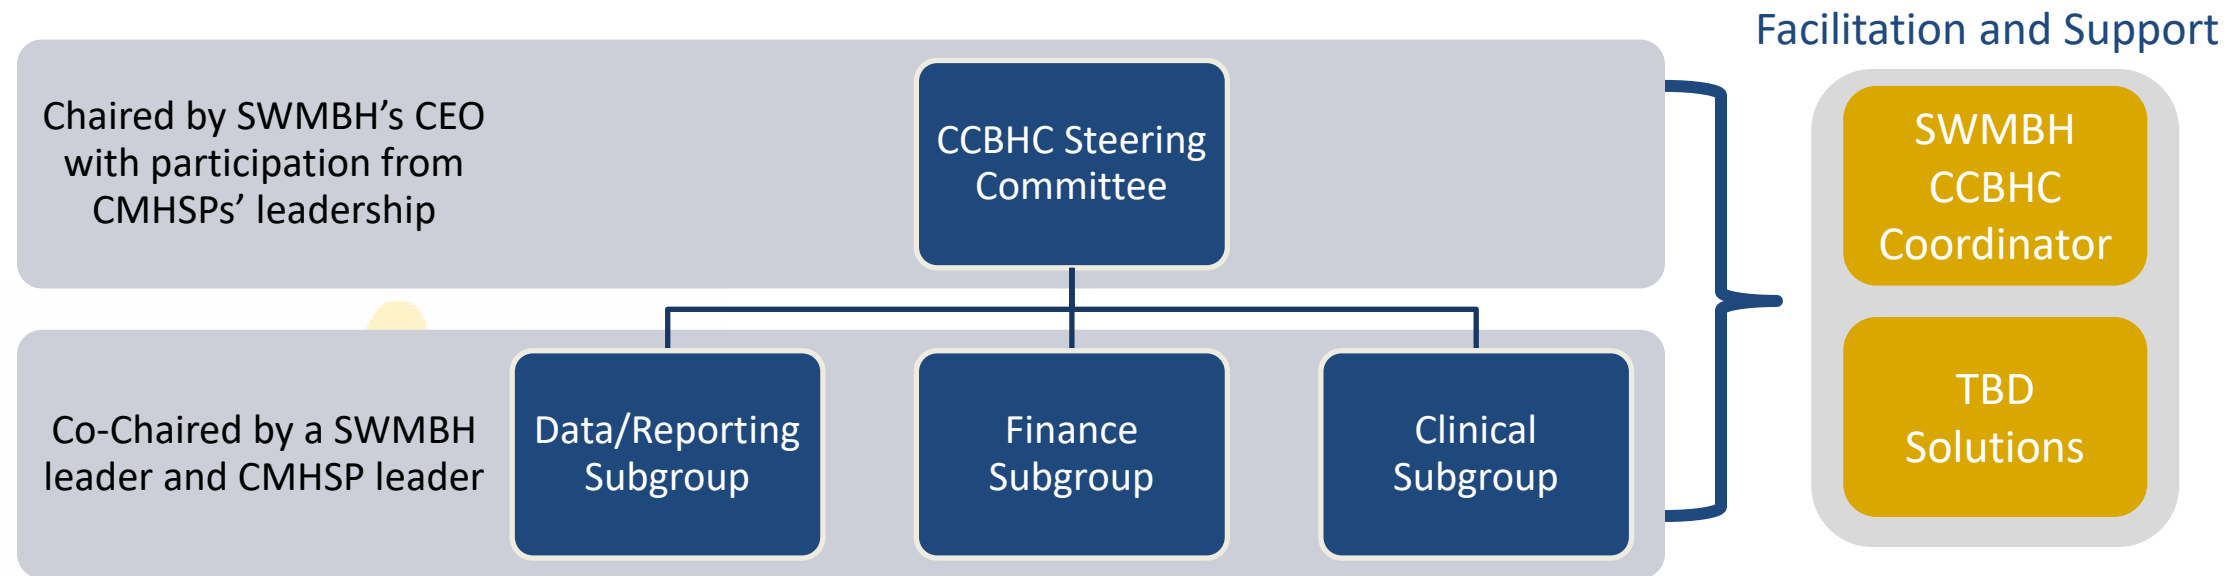 Facilitation and Support
Chaired by SWMBH’s CEO
with participation from
CMHSPs’ leadership
CCBHC Steering
Committee
SWMBH
CCBHC
Coordinator
Co-Chaired by a SWMBH
leader and CMHSP leader
Data/Reporting
Subgroup
Finance
Subgroup
Clinical
Subgroup
TBD
Solutions